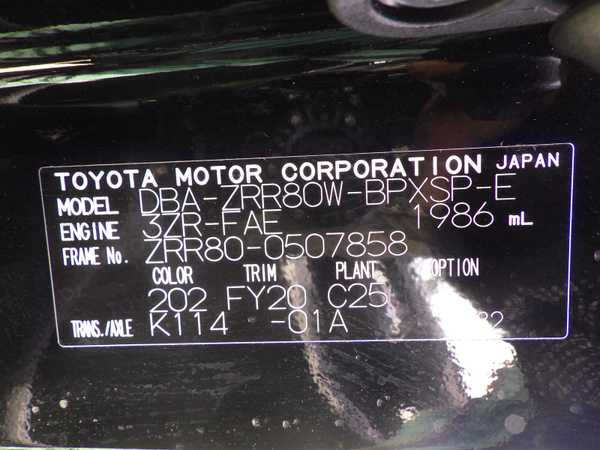 TOYOTA MOTOR CORPORATION JAPAN
MODEL DBA-ZRR80W-BPXSP-E
ENGINE 3ZR-FAE 1986 mL
FRAME No. ZRR80-0507858
COLOR TRIM PLANT OPTION
202 FY20 C25
TRANS./AXLE K114 -01A